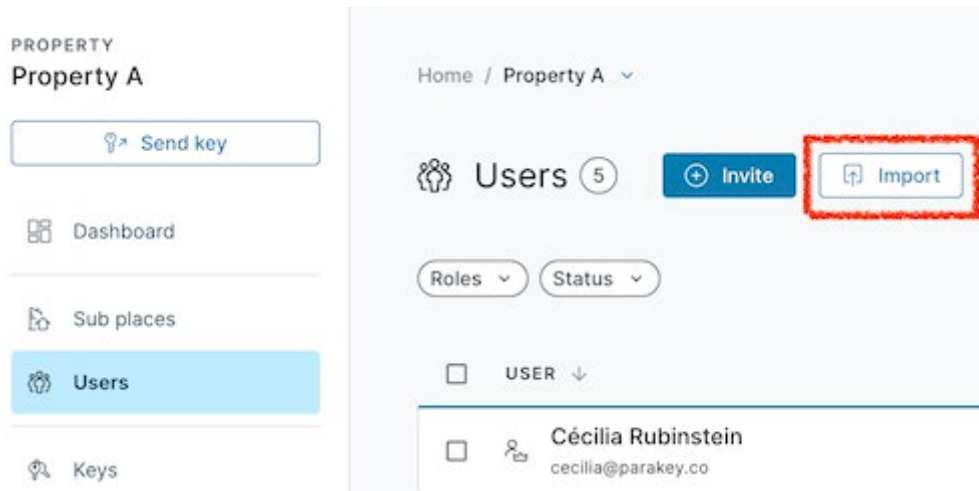 PROPERTY
Property A
Send key
Dashboard
Sub places
Users
Keys
Home / Property A
Users 5
Invite
Import
Roles
Status
USER
Cécilia Rubinstein
cecilia@parakey.co